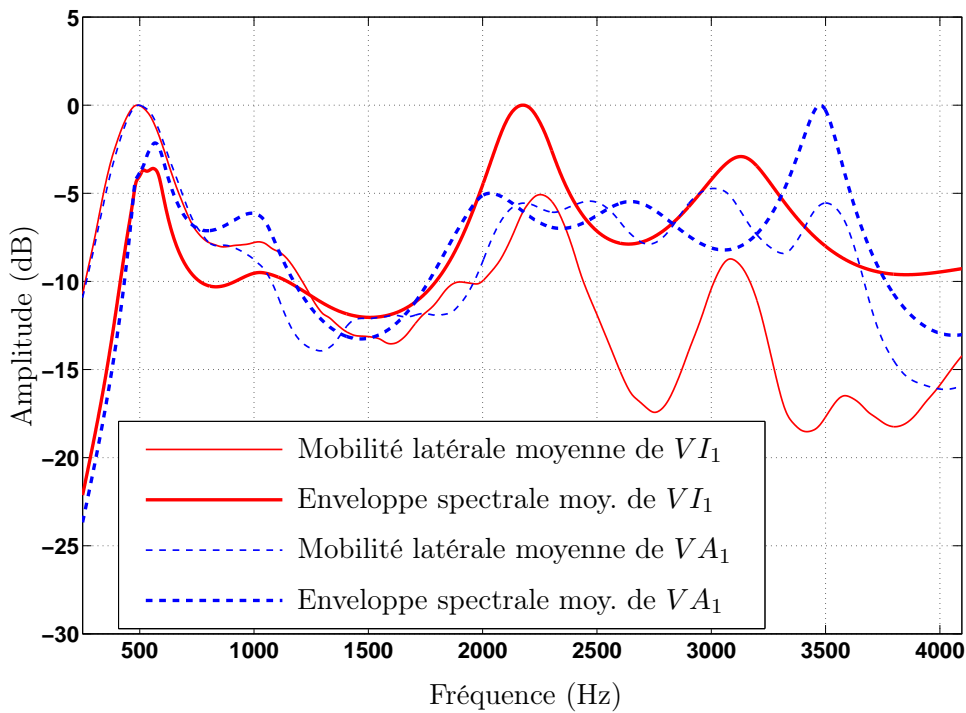 5
0
−5
−10
−15
−20
−25
−30
Amplitude (dB)
500 1000 1500 2000 2500 3000 3500 4000
Fréquence (Hz)
Mobilité latérale moyenne de VI₁
Enveloppe spectrale moy. de VI₁
Mobilité latérale moyenne de VA₁
Enveloppe spectrale moy. de VA₁